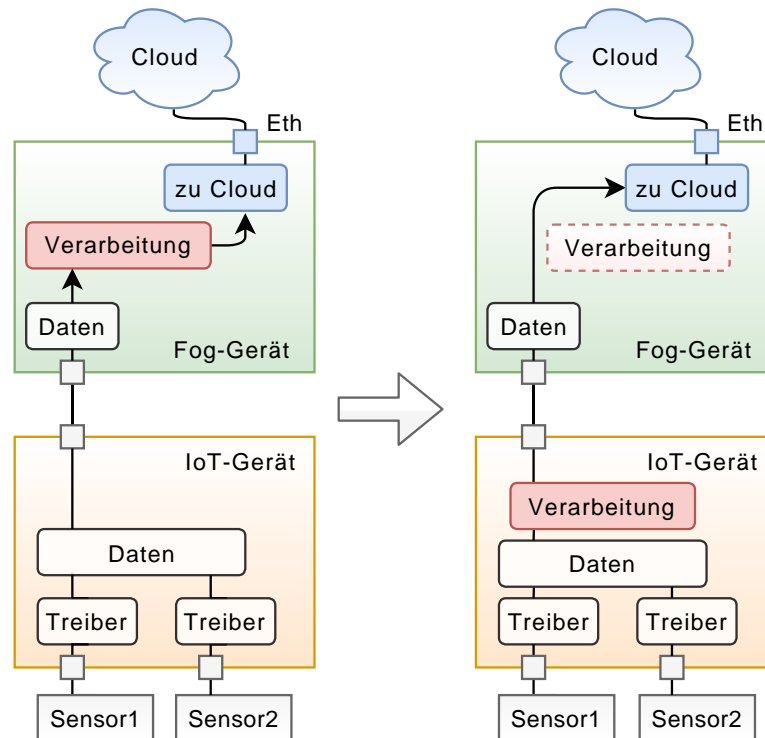 Cloud
Eth
zu Cloud
Verarbeitung
Daten
Fog-Gerät
IoT-Gerät
Daten
Treiber
Treiber
Sensor1
Sensor2
Cloud
Eth
zu Cloud
Verarbeitung
Daten
Fog-Gerät
IoT-Gerät
Verarbeitung
Daten
Treiber
Treiber
Sensor1
Sensor2